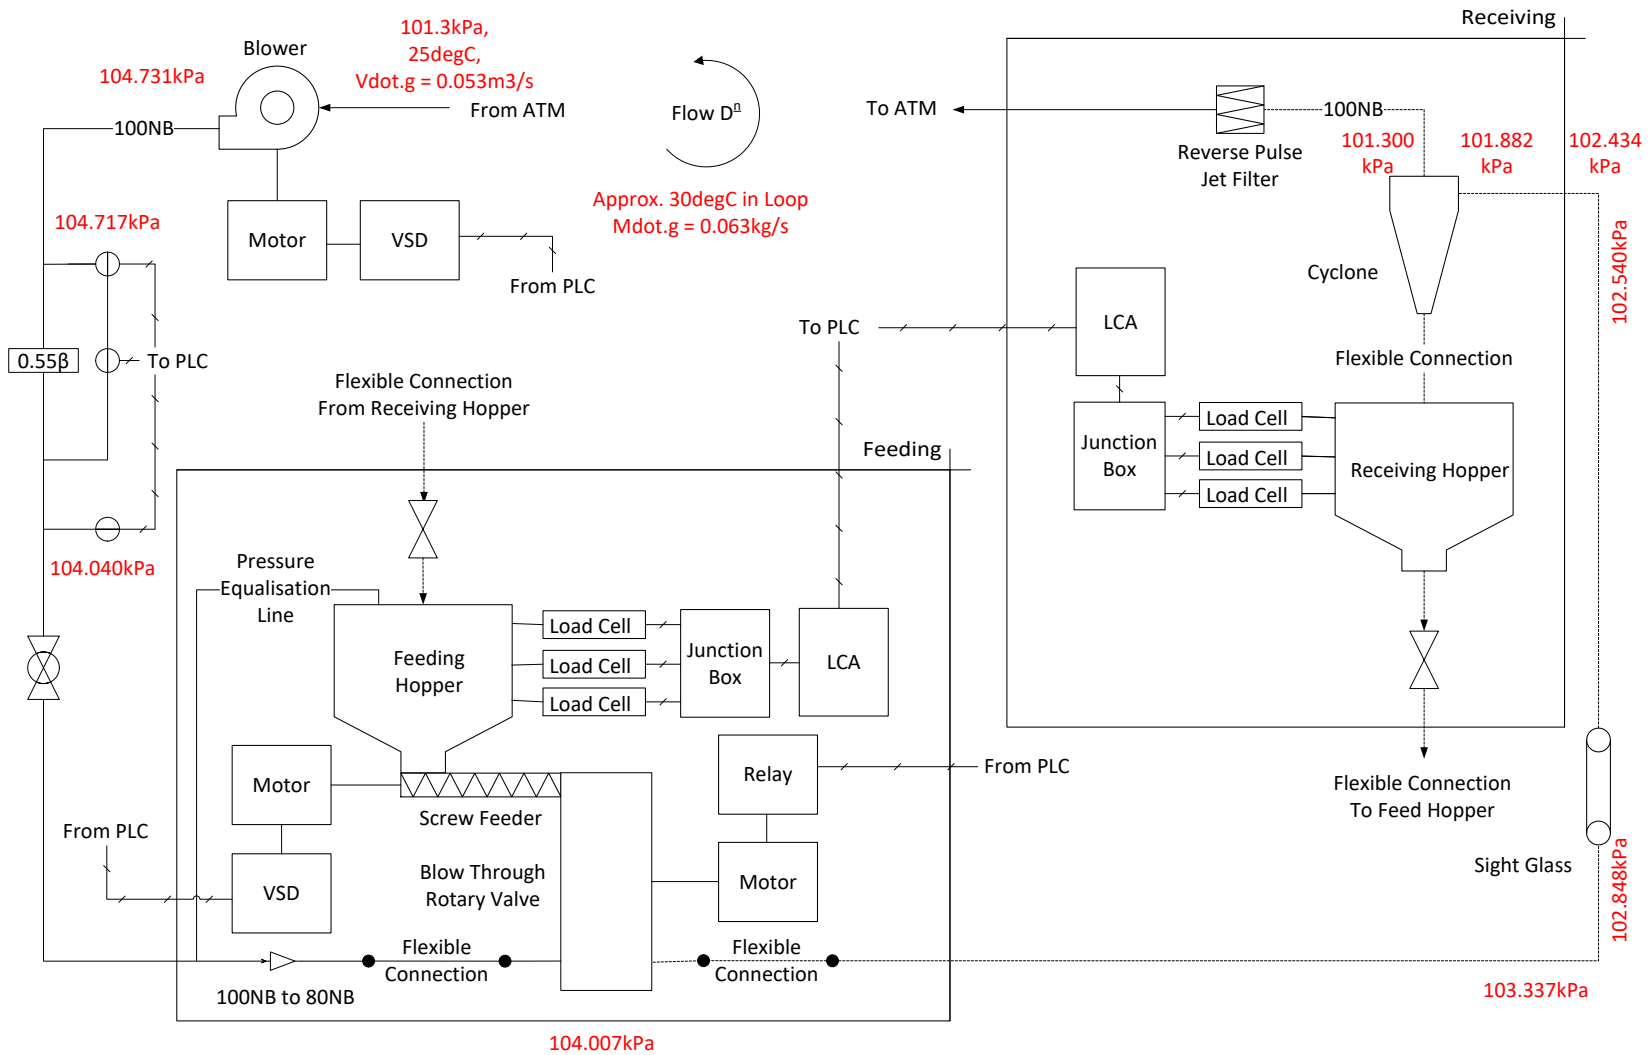 Receiving
101.3kPa,
25degC,
Vdot.g = 0.053m3/s
Blower
104.731kPa
From ATM
100NB
Flow Dⁿ
To ATM
100NB
101.300
kPa
101.882
kPa
102.434
kPa
Reverse Pulse
Jet Filter
Approx. 30degC in Loop
Mdot.g = 0.063kg/s
104.717kPa
Motor
VSD
From PLC
Cyclone
102.540kPa
To PLC
LCA
0.55β
To PLC
Flexible Connection
Flexible Connection
From Receiving Hopper
Junction
Box
Load Cell
Load Cell
Load Cell
Receiving Hopper
Feeding
104.040kPa
Pressure
Equalisation
Line
Feeding
Hopper
Load Cell
Load Cell
Load Cell
Junction
Box
LCA
Motor
Relay
From PLC
Flexible Connection
To Feed Hopper
Screw Feeder
From PLC
VSD
Blow Through
Rotary Valve
Motor
Sight Glass
102.848kPa
Flexible
Connection
Flexible
Connection
100NB to 80NB
103.337kPa
104.007kPa